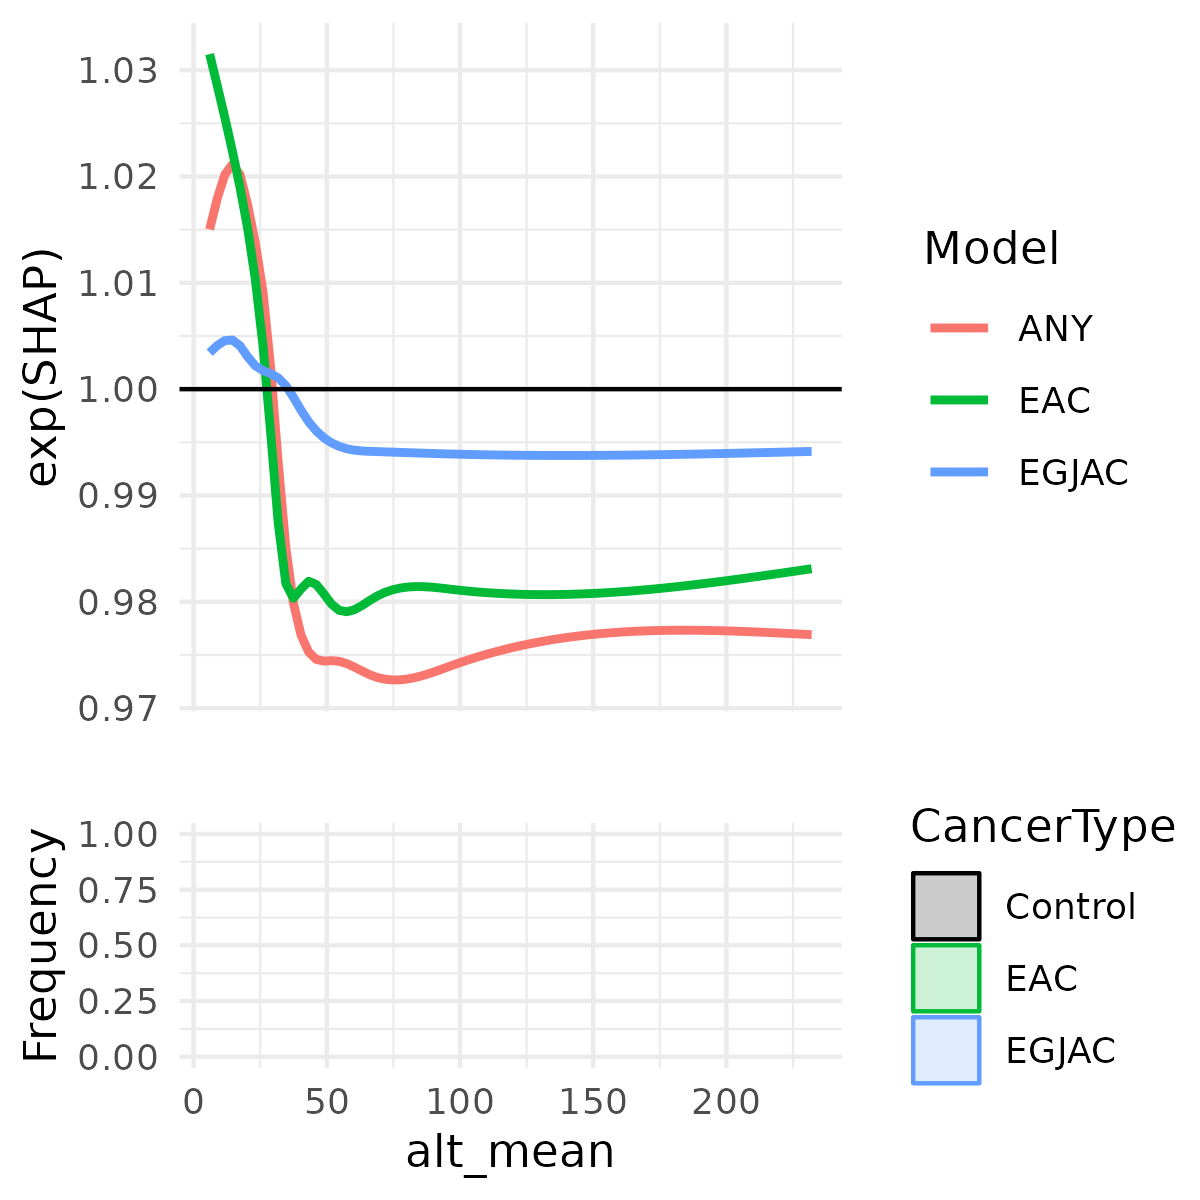 exp(SHAP)
1.03
1.02
1.01
1.00
0.99
0.98
0.97
Model
ANY
EAC
EGJAC
Frequency
1.00
0.75
0.50
0.25
0.00
0 50 100 150 200
alt_mean
CancerType
Control
EAC
EGJAC